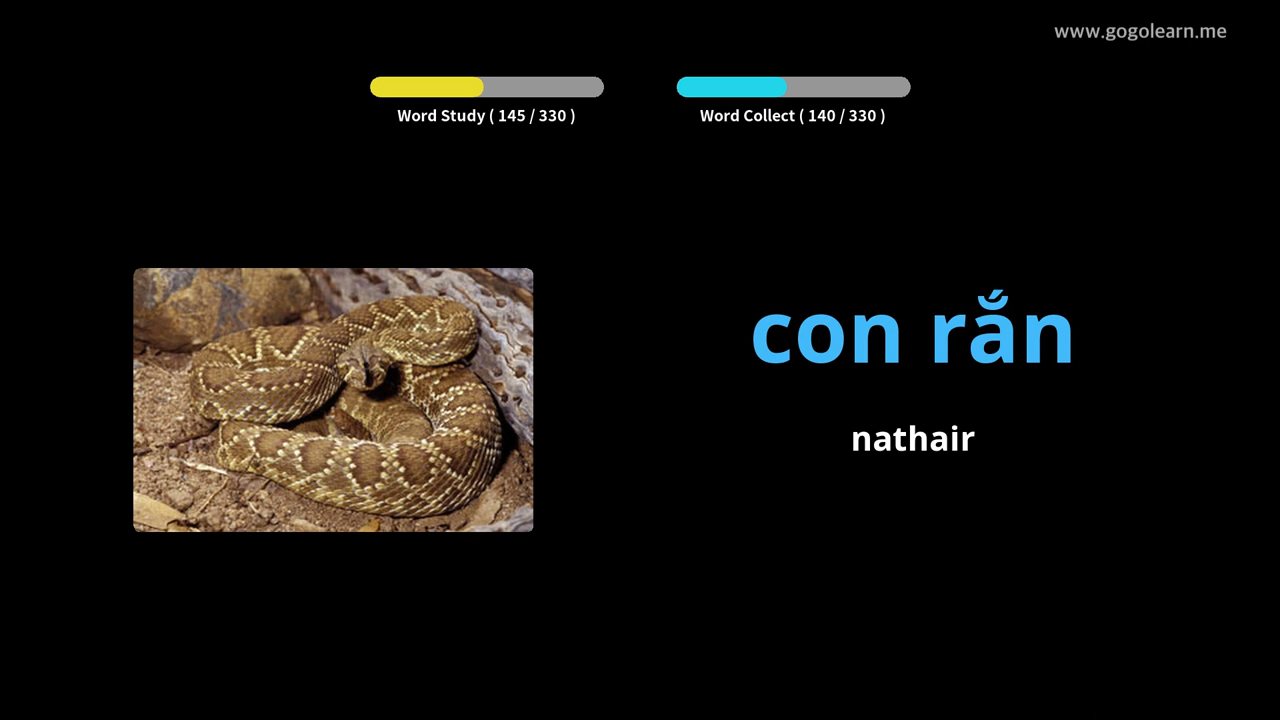 www.gogolearn.me
Word Study ( 145 / 330 )
Word Collect ( 140 / 330 )
con rắn
nathair